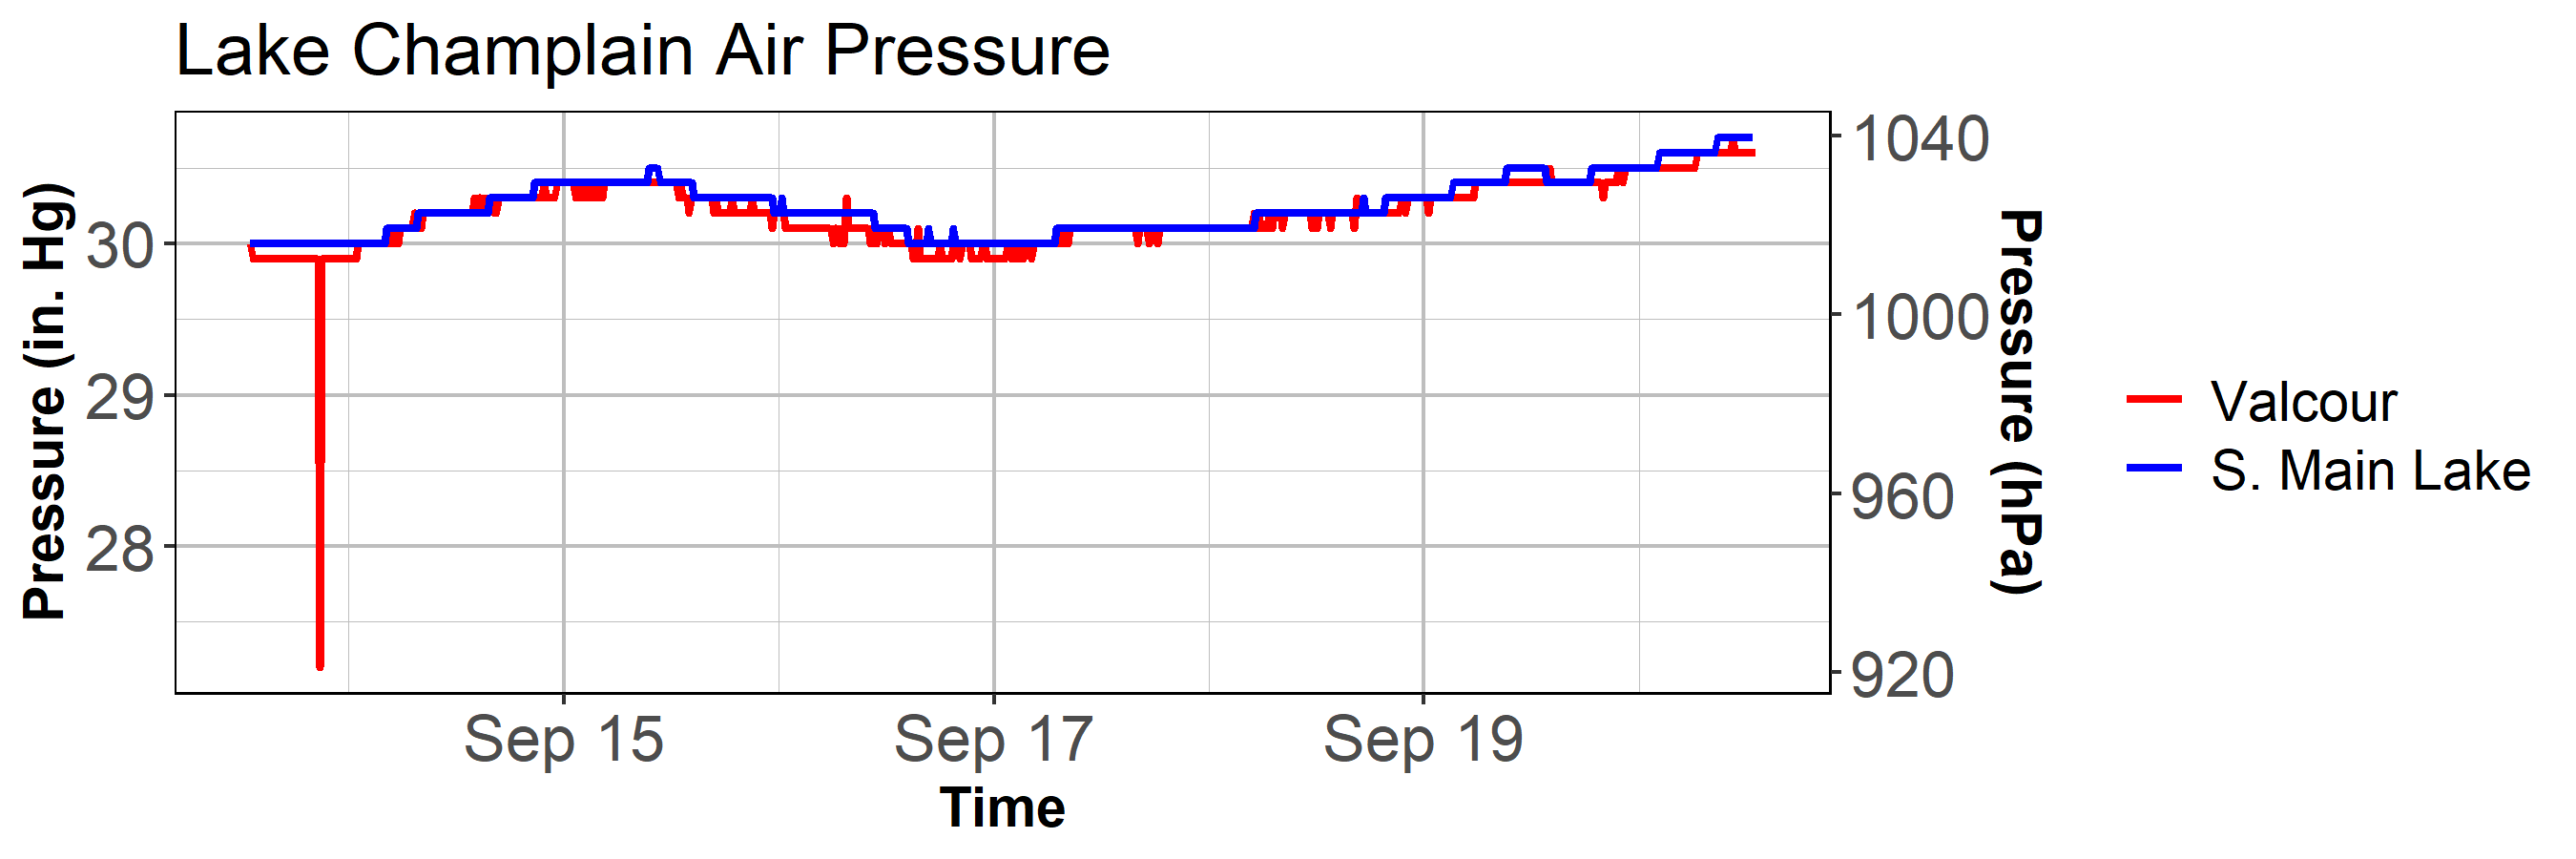 Lake Champlain Air Pressure
Pressure (in. Hg)
30
29
28
1040
1000
960
920
Pressure (hPa)
Sep 15
Sep 17
Sep 19
Time
Valcour
S. Main Lake